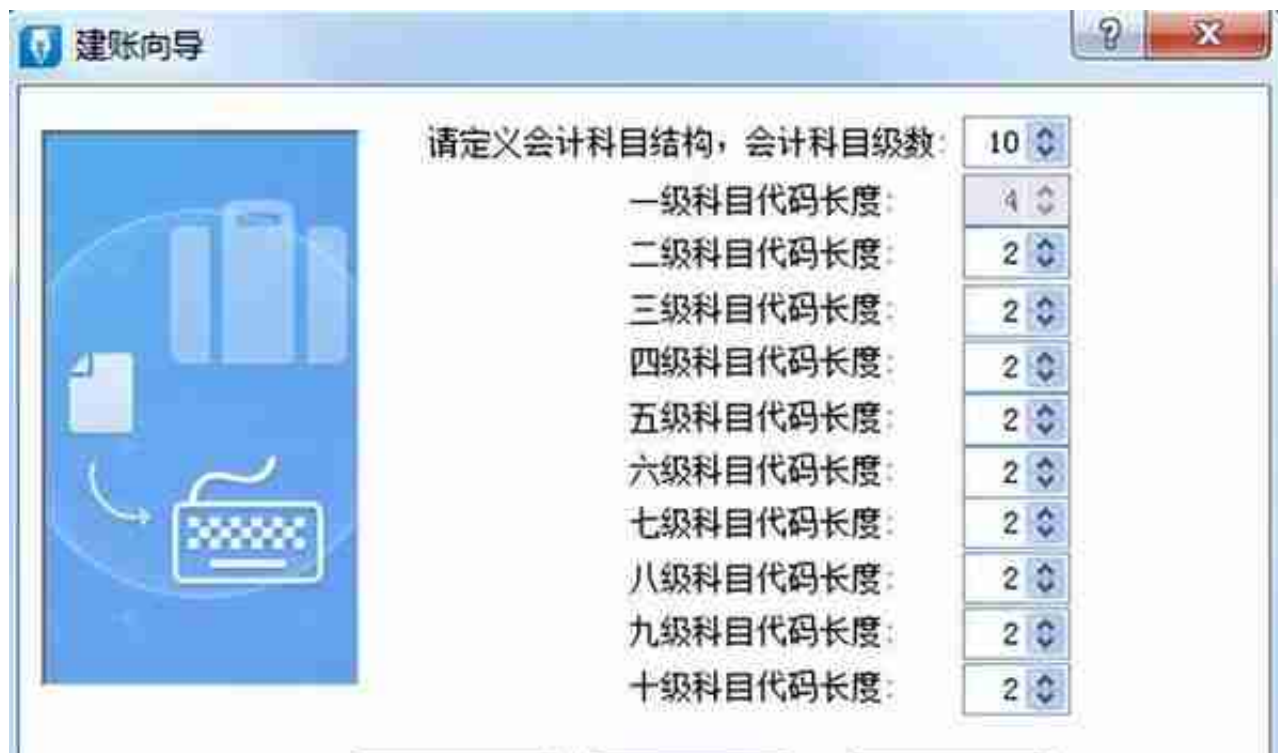 建账向导
请定义会计科目结构，会计科目级数: 10
一级科目代码长度: 4
二级科目代码长度: 2
三级科目代码长度: 2
四级科目代码长度: 2
五级科目代码长度: 2
六级科目代码长度: 2
七级科目代码长度: 2
八级科目代码长度: 2
九级科目代码长度: 2
十级科目代码长度: 2